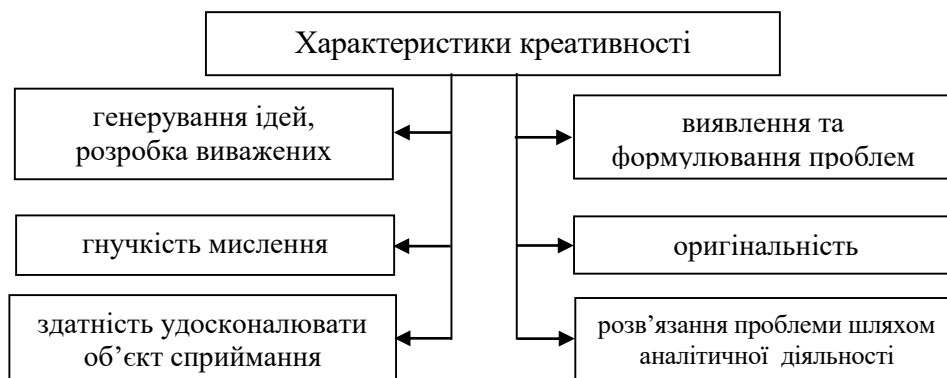 Характеристики креативності
генерування ідей,
розробка виважених
виявлення та
формулювання проблем
гнучкість мислення
оригінальність
здатність удосконалювати
об’єкт сприймання
розв’язання проблеми шляхом
аналітичної діяльності